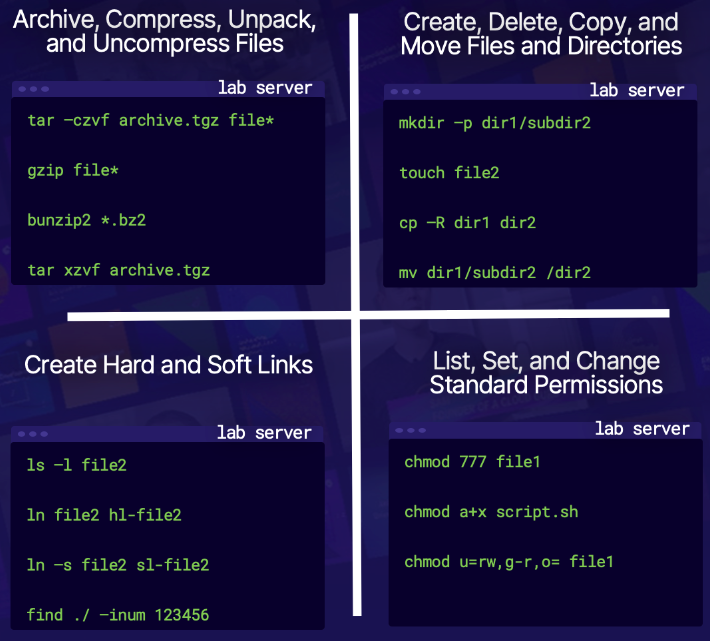 Archive, Compress, Unpack,
and Uncompress Files
lab server
tar –czvf archive.tgz file*
gzip file*
bunzip2 *.bz2
tar xzvf archive.tgz
Create, Delete, Copy, and
Move Files and Directories
lab server
mkdir –p dir1/subdir2
touch file2
cp –R dir1 dir2
mv dir1/subdir2 /dir2
Create Hard and Soft Links
lab server
ls –l file2
ln file2 hl-file2
ln –s file2 sl-file2
find ./ –inum 123456
List, Set, and Change
Standard Permissions
lab server
chmod 777 file1
chmod a+x script.sh
chmod u=rw,g-r,o= file1